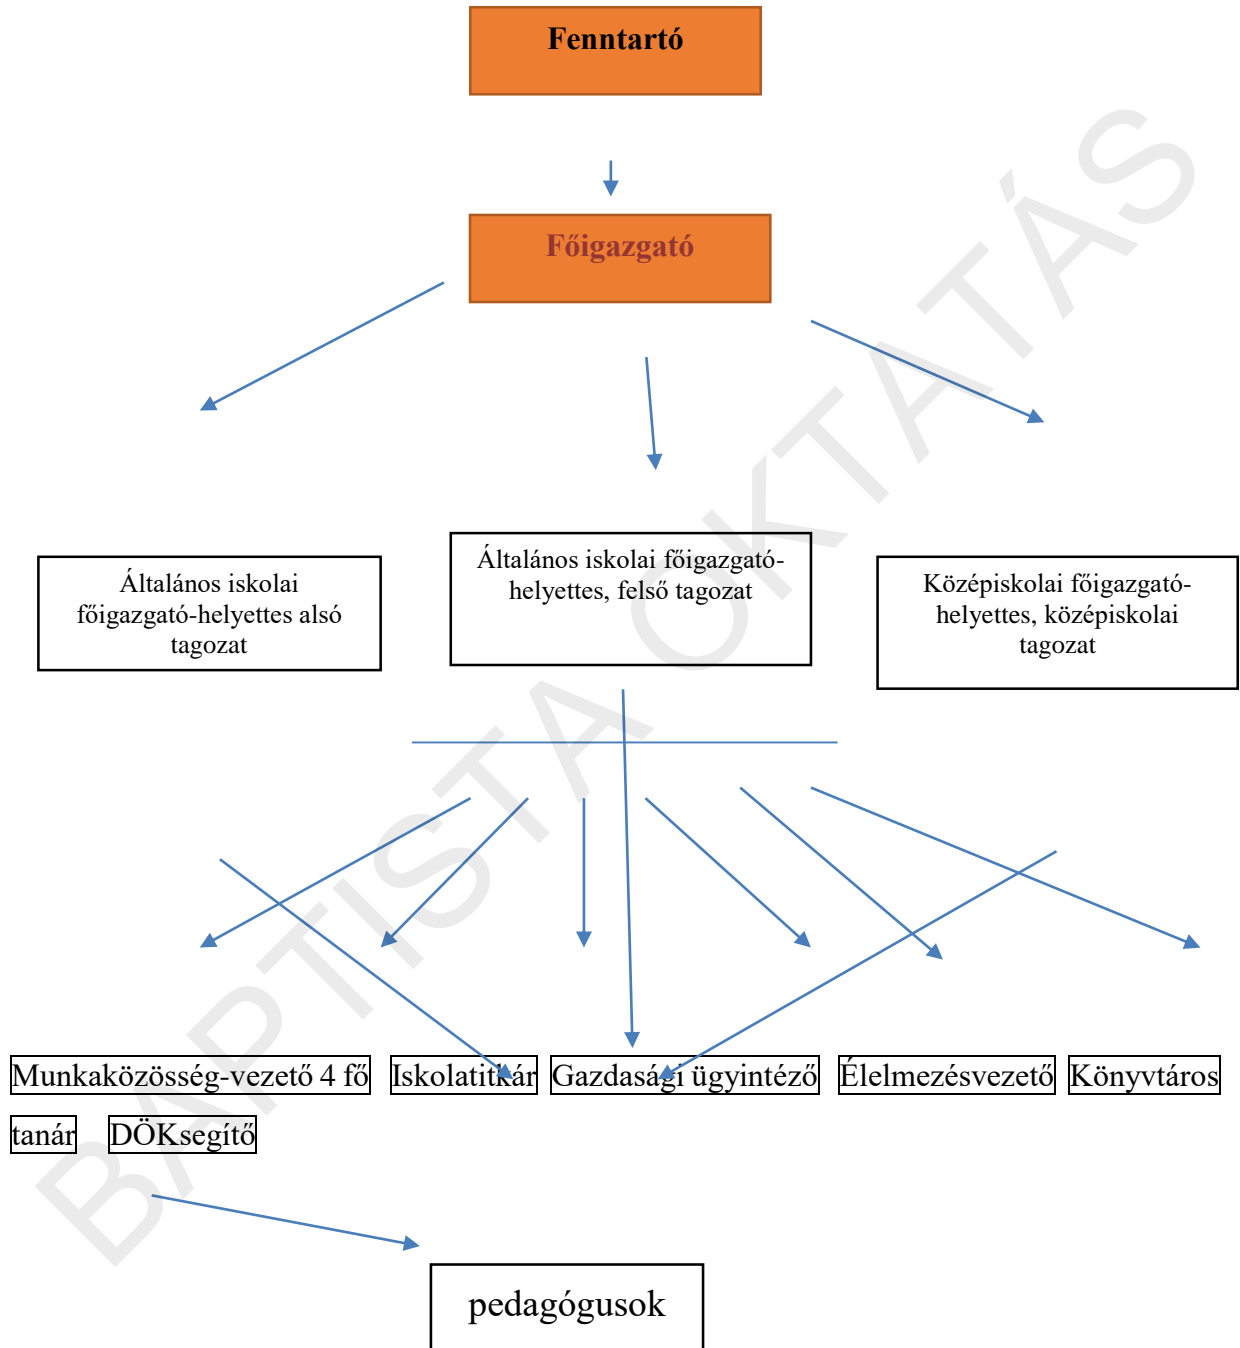 Fenntartó
Főigazgató
Általános iskolai
főigazgató-helyettes alsó
tagozat
Általános iskolai főigazgató-
helyettes, felső tagozat
Középiskolai főigazgató-
helyettes, középiskolai
tagozat
Munkaközösség-vezető 4 fő Iskolatitkár Gazdasági ügyintéző Élelmezésvezető Könyvtáros
tanár DÖKsegítő
pedagógusok
BAPTISTA OKTATÁS